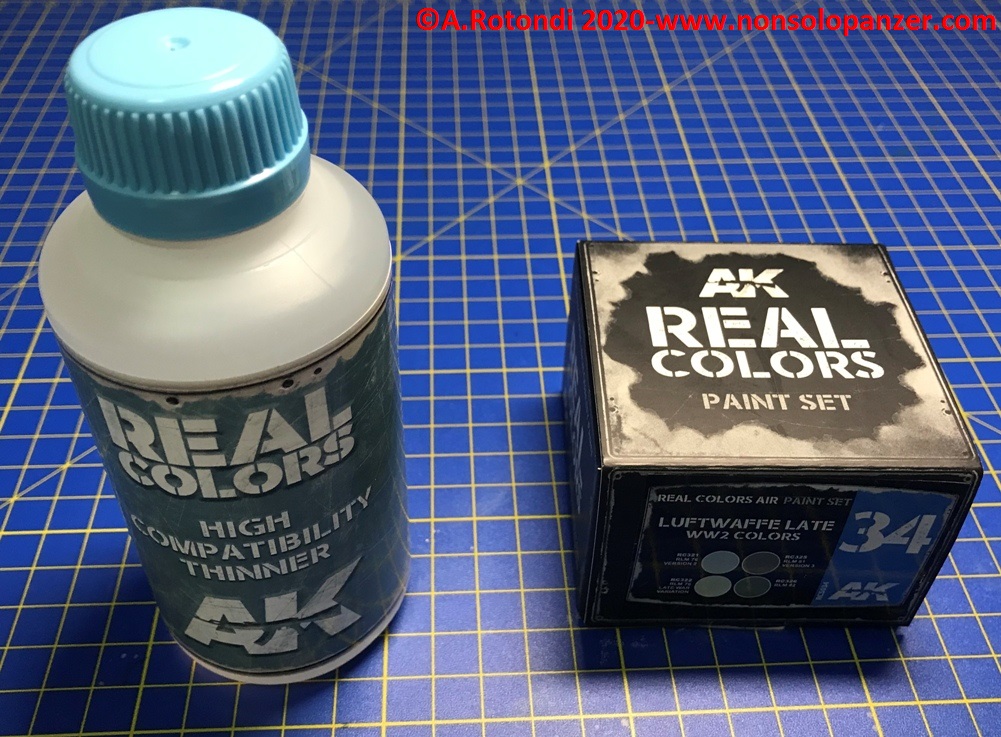 ©A.Rotondi 2020-www.nonsolopanzer.com
REAL
COLORS
HIGH
COMPATIBILITY
THINNER
AK
AK
REAL
COLORS
PAINT SET
REAL COLORS AIR PAINT SET
LUFTWAFFE LATE
WW2 COLORS
34
AK